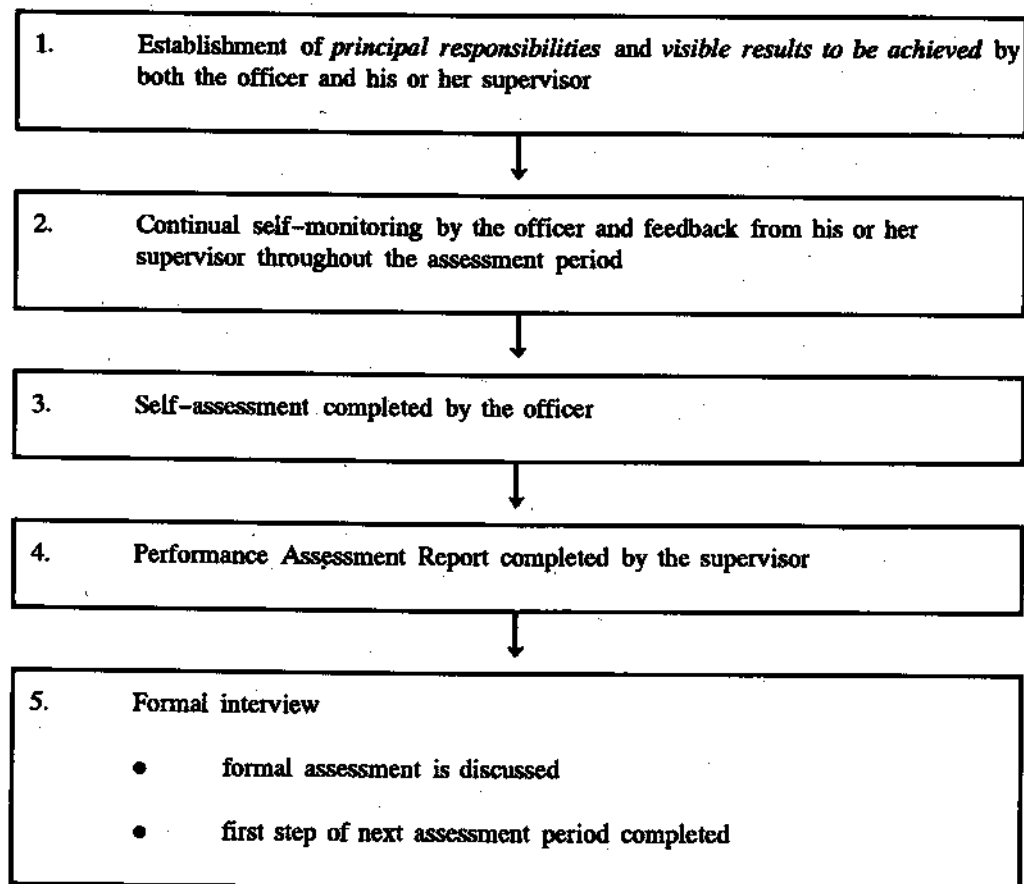 1. Establishment of principal responsibilities and visible results to be achieved by
both the officer and his or her supervisor
2. Continual self-monitoring by the officer and feedback from his or her
supervisor throughout the assessment period
3. Self-assessment completed by the officer
4. Performance Assessment Report completed by the supervisor
5. Formal interview
• formal assessment is discussed
• first step of next assessment period completed